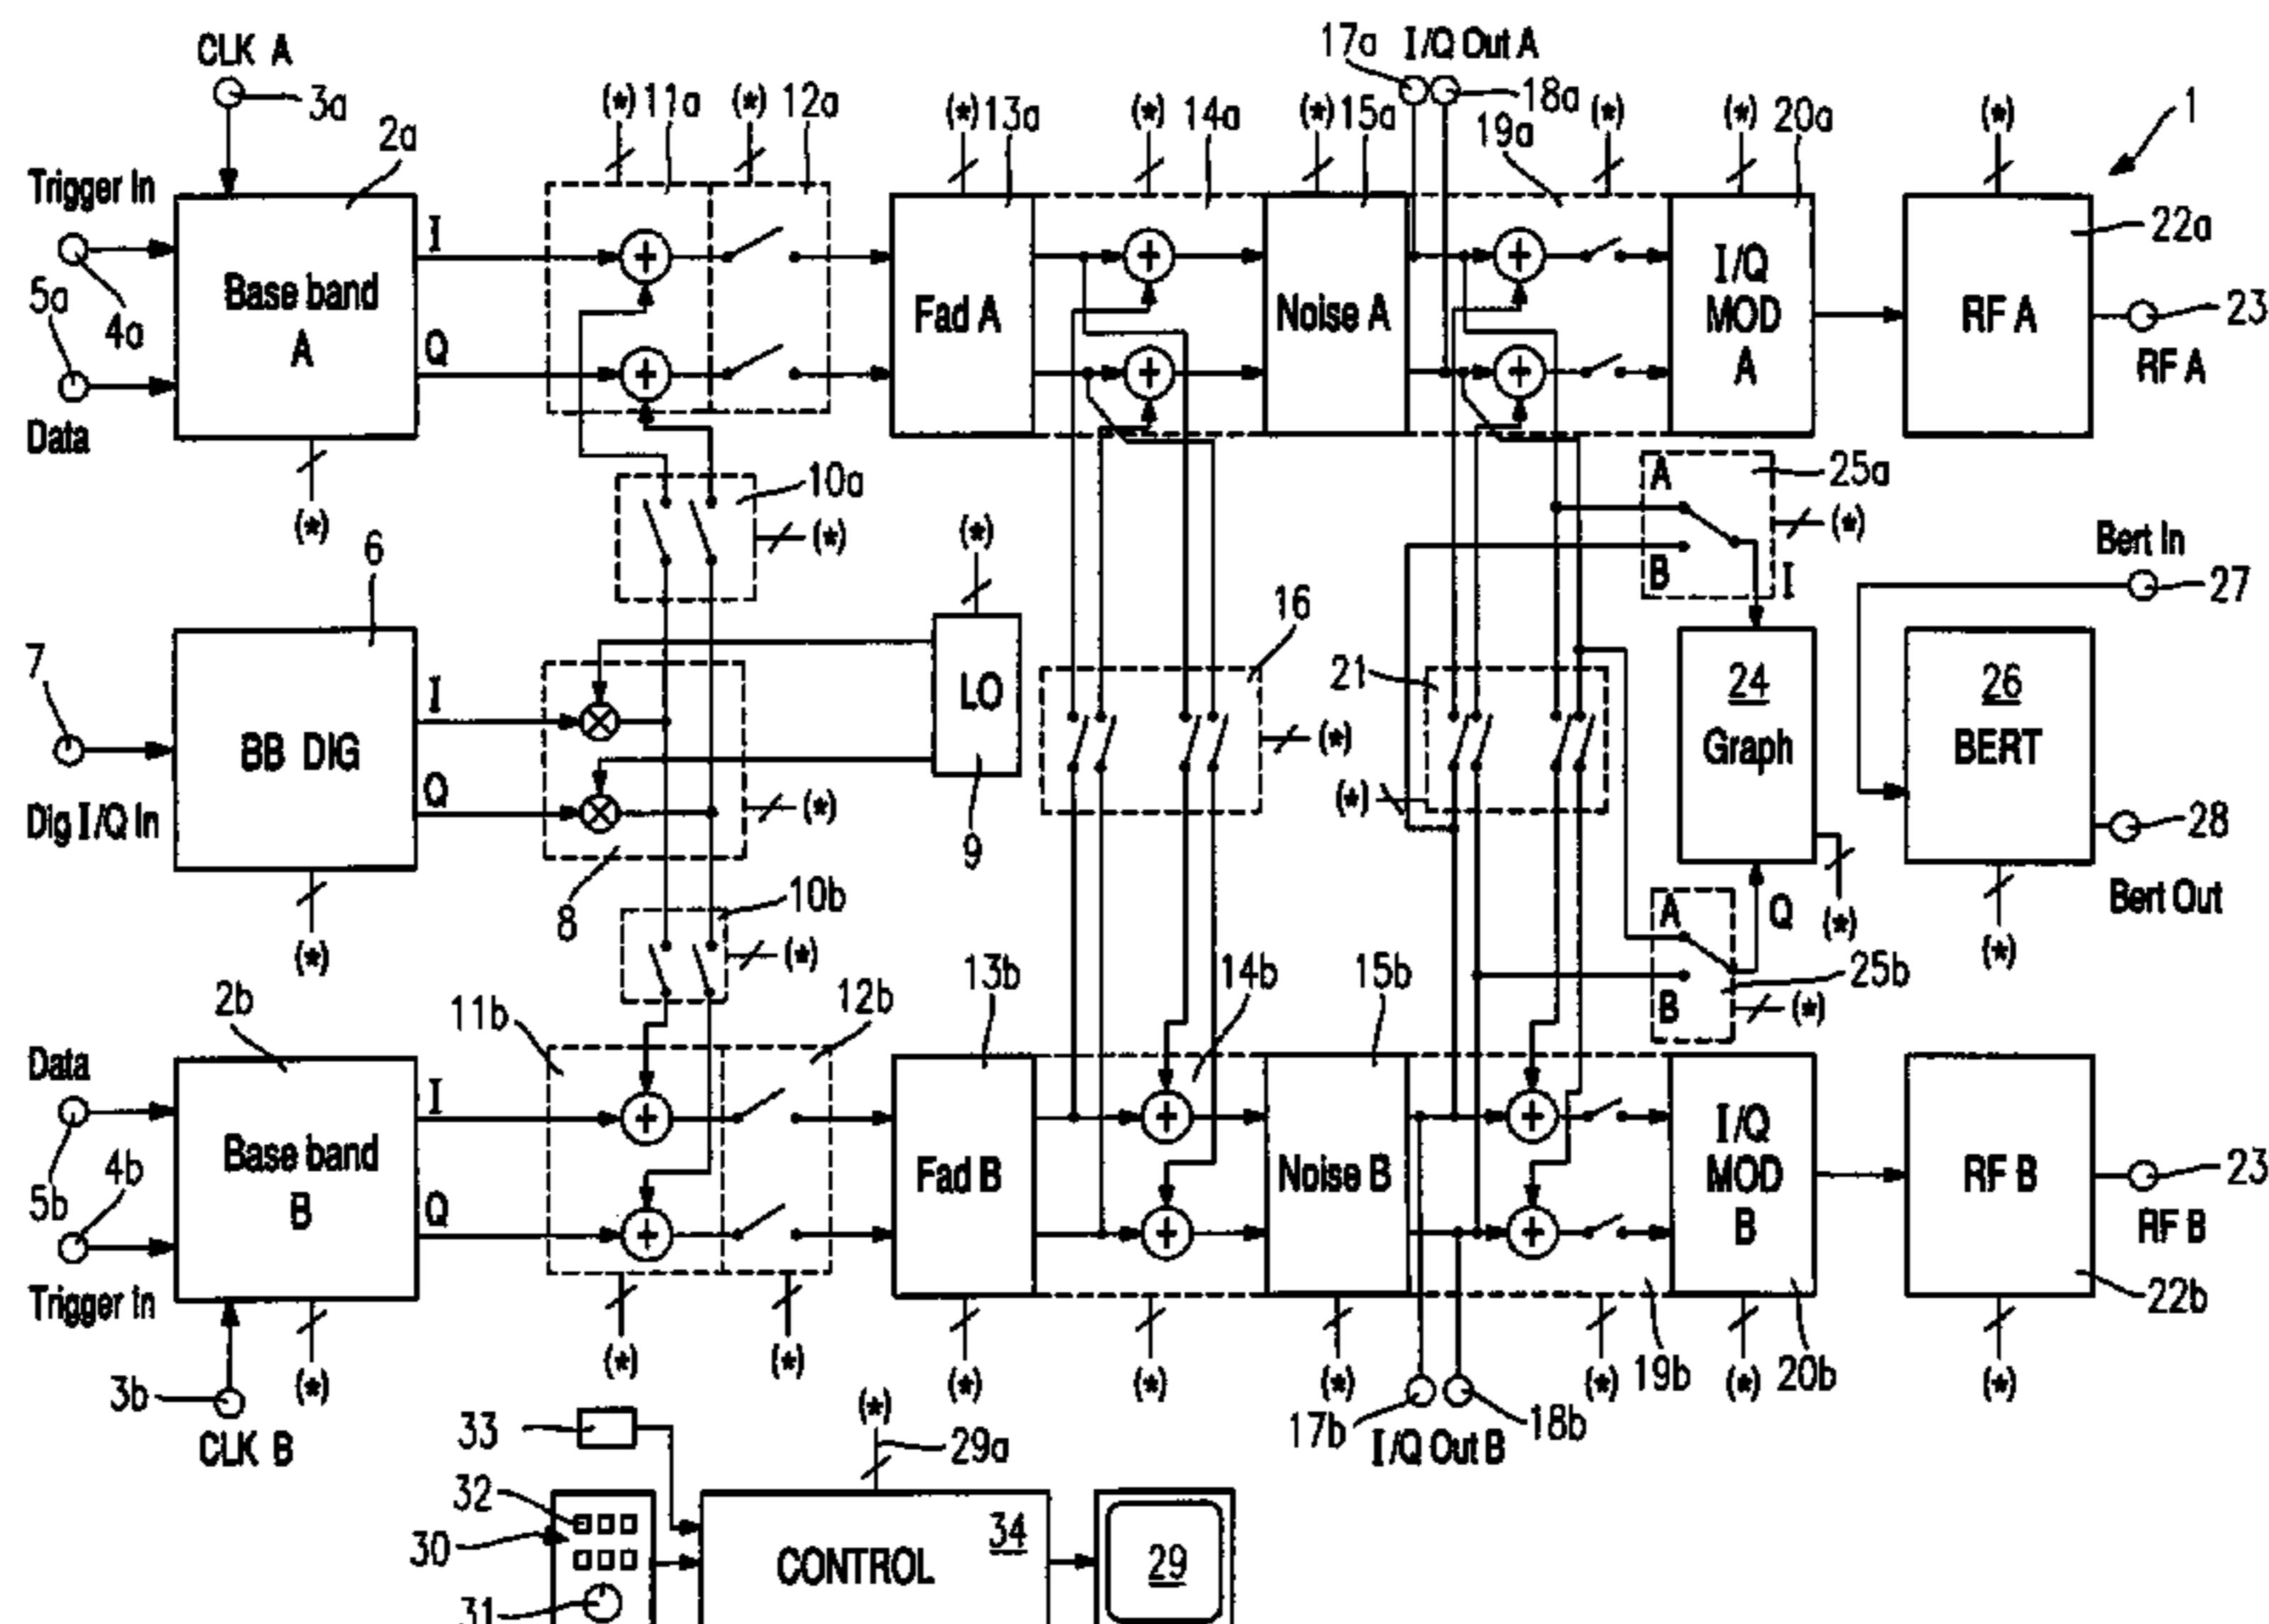 CLK A
3a
2a
Trigger In
4a
5a
Data
Base band
A
I
Q
(*)
(*) 11a
(*) 12a
(*) 13a
(*) 14a
(*) 15a
17a I/Q Out A
18a
19a
(*)
(*) 20a
(*)
1
22a
Fad A
Noise A
I/Q
MOD
A
RF A
23
RF A
10a
(*)
A
B
25a
(*)
I
Bert In
27
6
7
Dig I/Q In
BB DIG
I
Q
(*)
8
(*)
(*)
LO
9
16
(*)
21
(*)
24
Graph
(*)
26
BERT
28
Bert Out
(*)
10b
(*)
A
B
Q
25b
(*)
2b
Data
5b
4b
Trigger In
Base band
B
I
Q
3b
CLK B
(*)
11b
12b
(*)
(*)
13b
Fad B
(*)
14b
(*)
15b
Noise B
(*)
17b
I/Q Out B
18b
(*)
19b
I/Q
MOD
B
(*)
20b
RF B
23
RF B
22b
(*)
33
(*)
29a
32
30
31
CONTROL
34
29